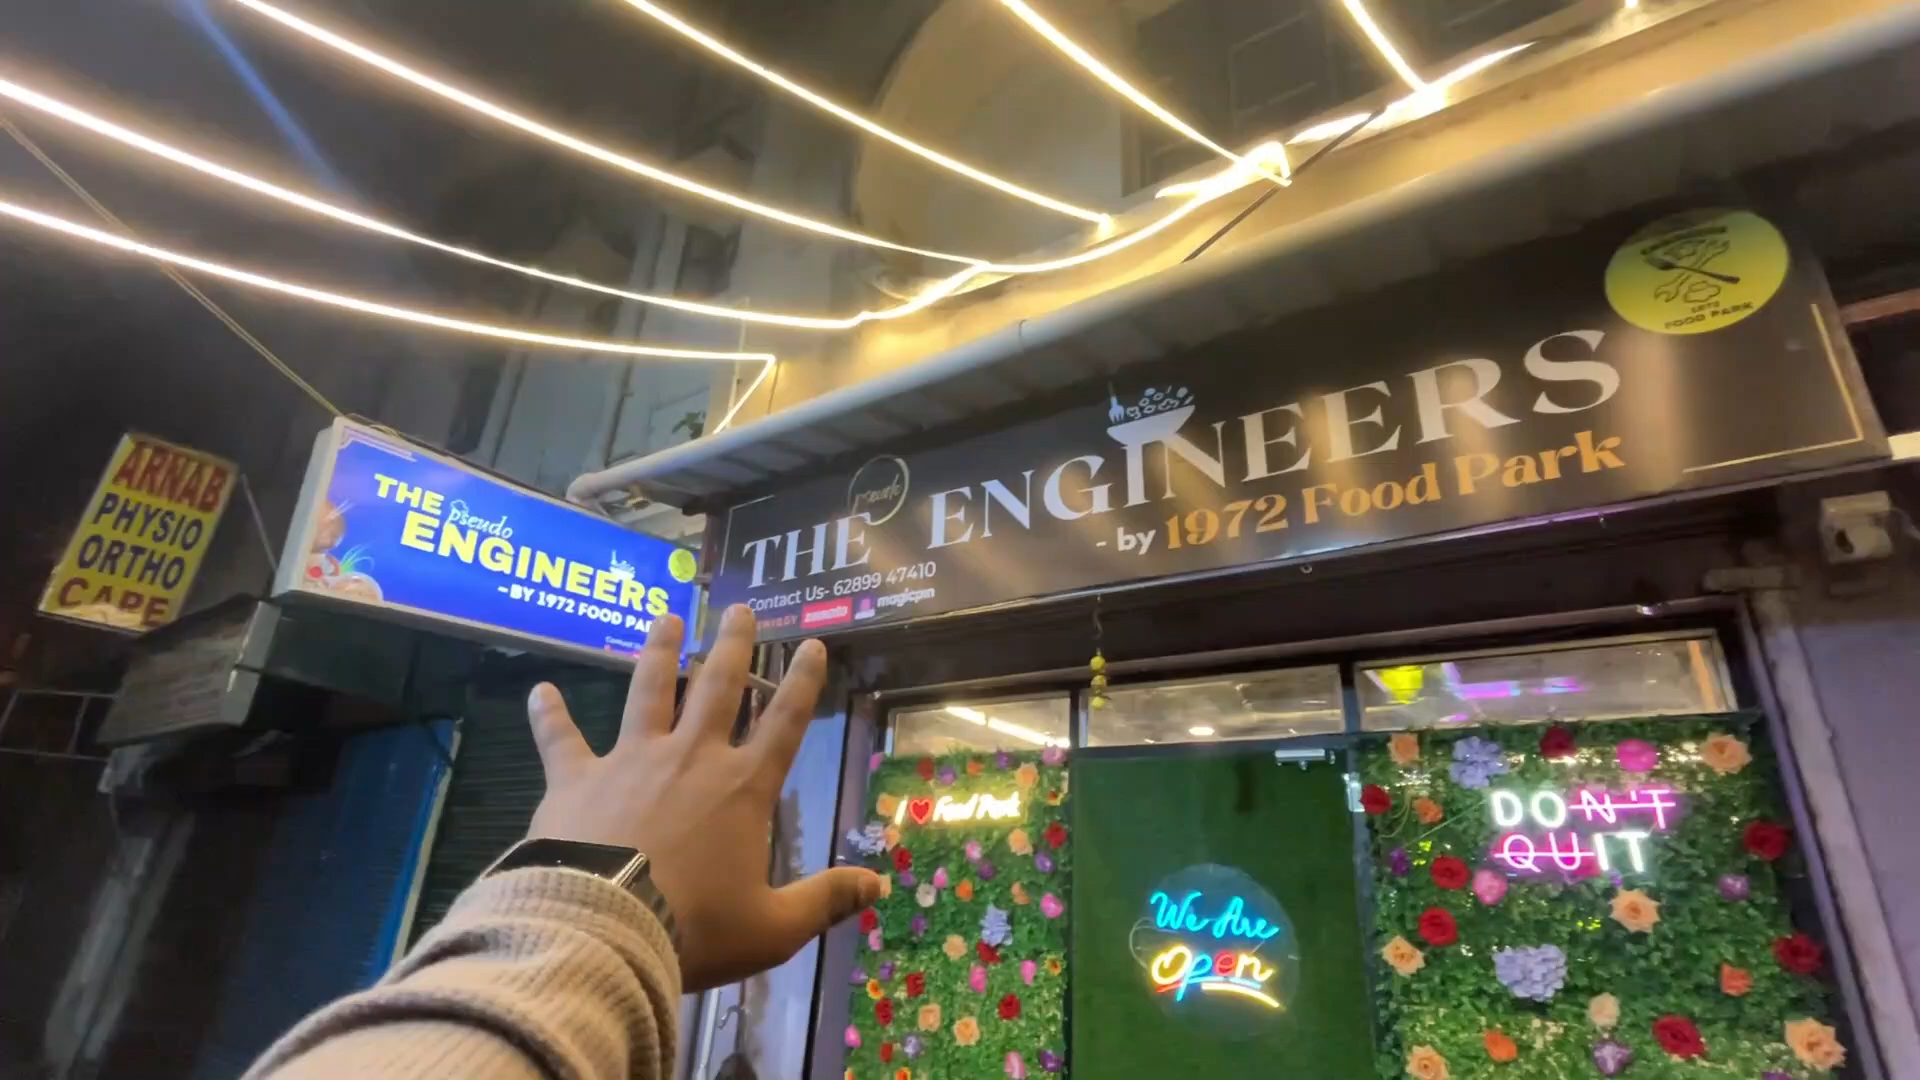 ARNAB
PHYSIO
ORTHO
CARE
THE pseudo
ENGINEERS
-BY 1972 FOOD PAR
pseudo
THE ENGINEERS
- by 1972 Food Park
Contact Us- 62899 47410
SWIGGY zomato magicpin
FOOD PARK
I ❤ Food Park
DON'T
QUIT
We Are
Open